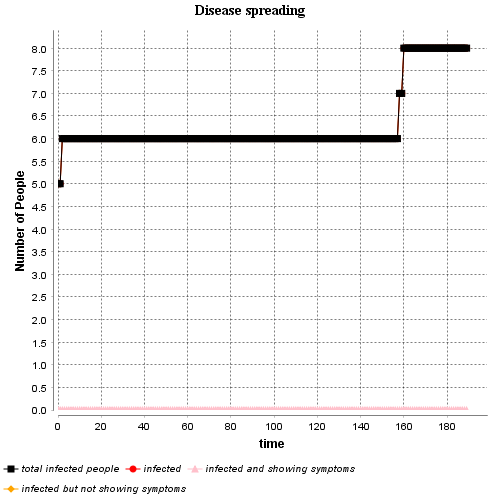 Disease spreading
8.0
7.5
7.0
6.5
6.0
5.5
5.0
4.5
4.0
3.5
3.0
2.5
2.0
1.5
1.0
0.5
0.0
Number of People
0 20 40 60 80 100 120 140 160 180
time
total infected people infected infected and showing symptoms
infected but not showing symptoms